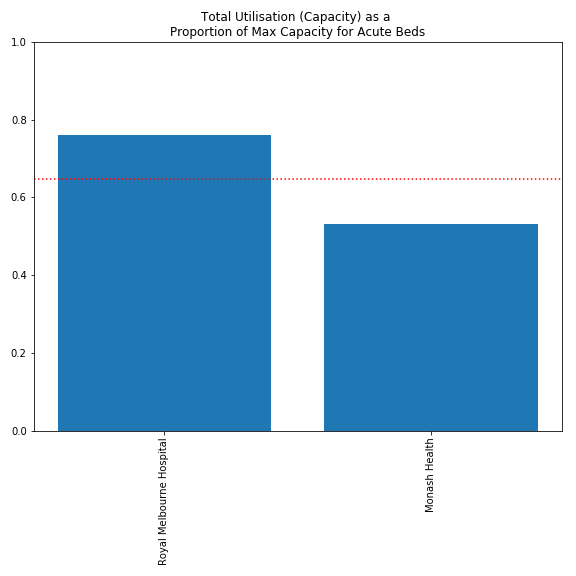 Total Utilisation (Capacity) as a
Proportion of Max Capacity for Acute Beds
1.0
0.8
0.6
0.4
0.2
0.0
Royal Melbourne Hospital
Monash Health